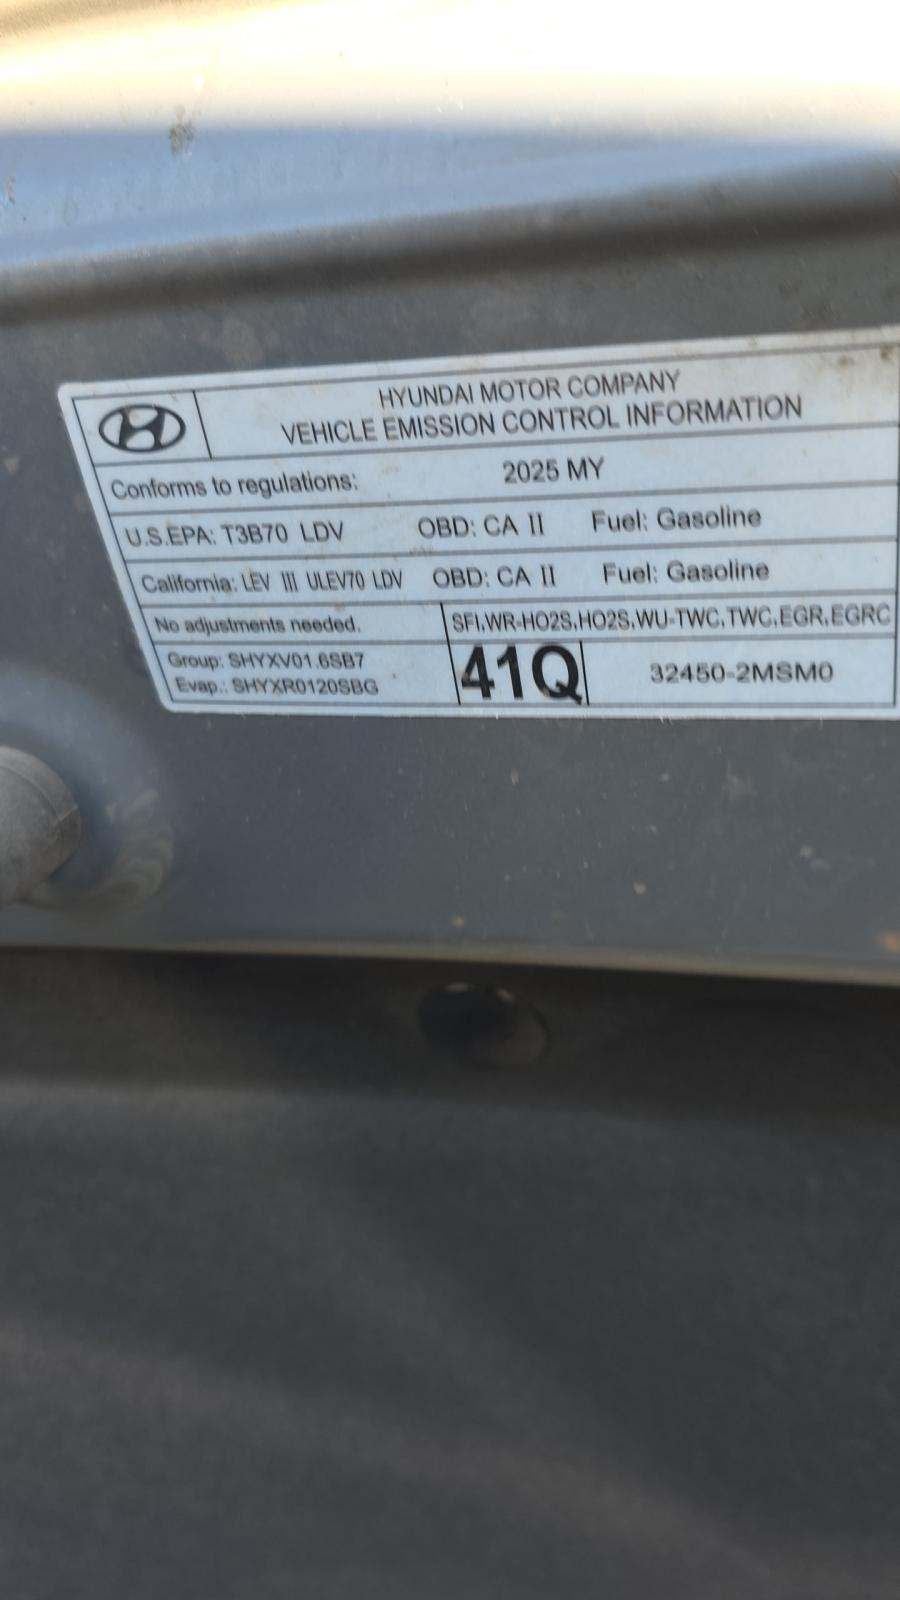 HYUNDAI MOTOR COMPANY
VEHICLE EMISSION CONTROL INFORMATION
Conforms to regulations: 2025 MY
U.S.EPA: T3B70 LDV OBD: CA II Fuel: Gasoline
California: LEV III ULEV70 LDV OBD: CA II Fuel: Gasoline
No adjustments needed. SFI,WR-HO2S,HO2S,WU-TWC,TWC,EGR,EGRC
Group: SHYXV01.6SB7
Evap.: SHYXR0120SBG
41Q 32450-2MSM0